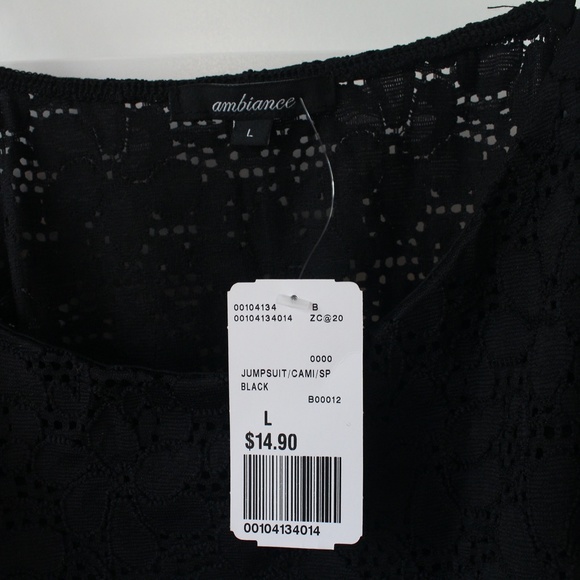 ambiance
L
00104134 B
00104134014 ZC@20
0000
JUMPSUIT/CAMI/SP
BLACK
B00012
L
$14.90
00104134014